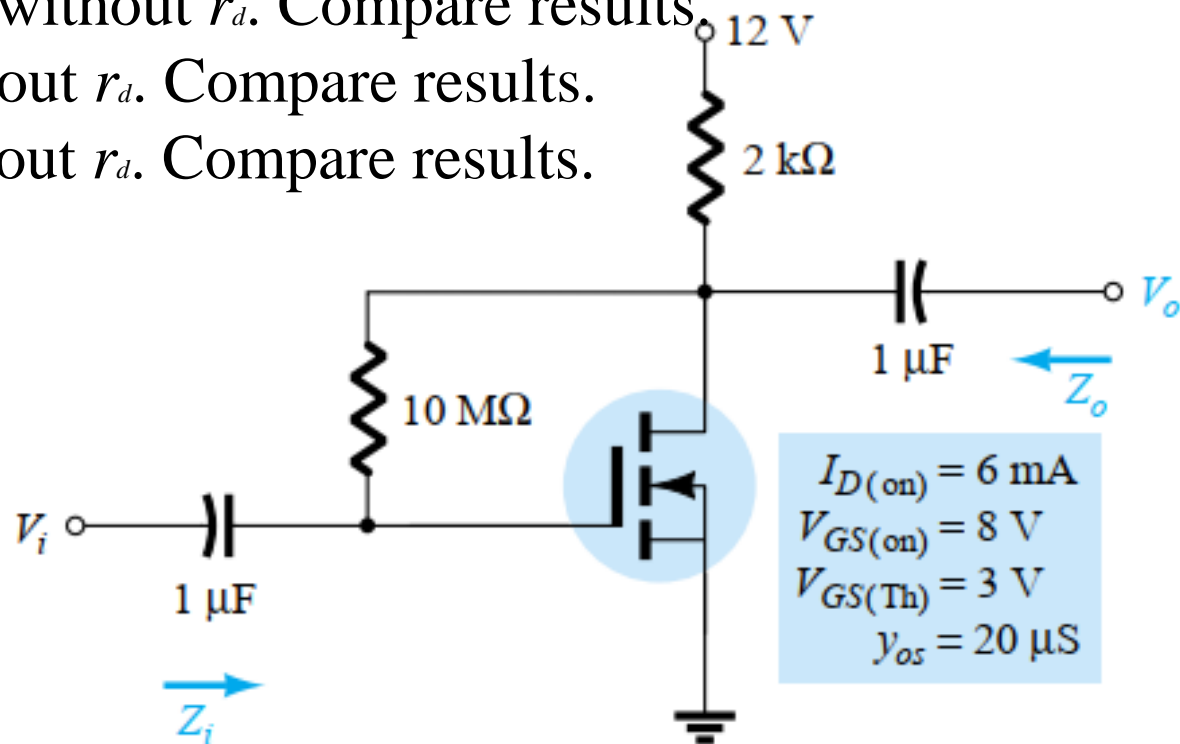 without rd. Compare results.
out rd. Compare results.
out rd. Compare results.
12 V
2 kΩ
Vo
1 μF
Zo
10 MΩ
ID(on) = 6 mA
VGS(on) = 8 V
VGS(Th) = 3 V
yos = 20 μS
Vi
1 μF
Zi